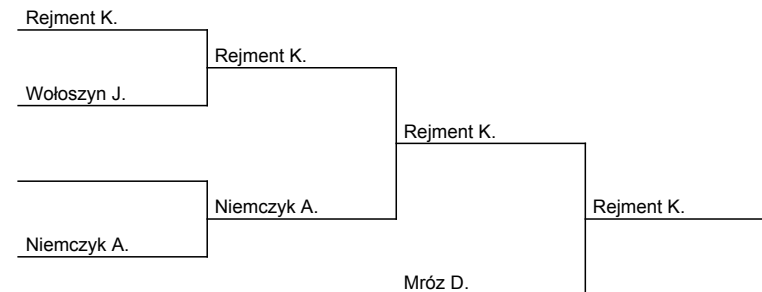 Rejment K.
Rejment K.
Wołoszyn J.
Rejment K.
Niemczyk A.
Rejment K.
Niemczyk A.
Mróz D.